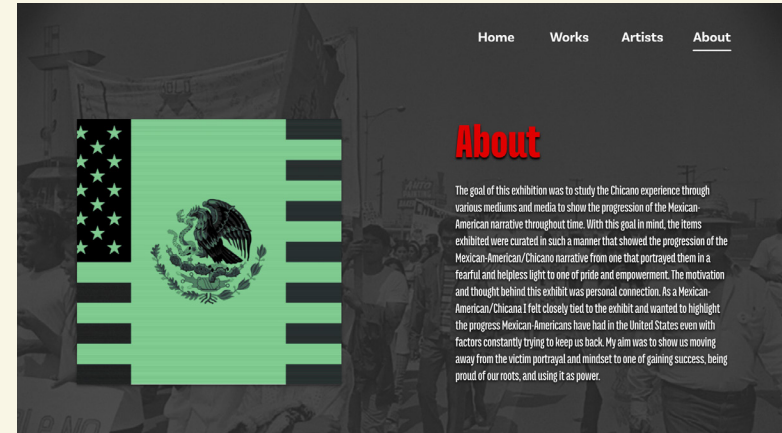 Home Works Artists About
About
The goal of this exhibition was to study the Chicano experience through
various mediums and media to show the progression of the Mexican-
American narrative throughout time. With this goal in mind, the items
exhibited were curated in such a manner that showed the progression of the
Mexican-American/Chicano narrative from one that portrayed them in a
fearful and helpless light to one of pride and empowerment. The motivation
and thought behind this exhibit was personal connection. As a Mexican-
American/Chicana I felt closely tied to the exhibit and wanted to highlight
the progress Mexican-Americans have had in the United States even with
factors constantly trying to keep us back. My aim was to show us moving
away from the victim portrayal and mindset to one of gaining success, being
proud of our roots, and using it as power.